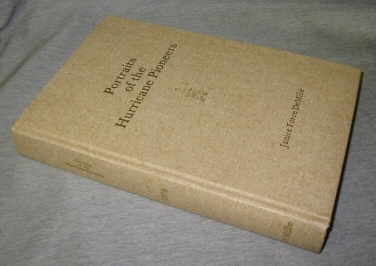 Portraits
of the
Hurricane Pioneers
Janice Force DeMille